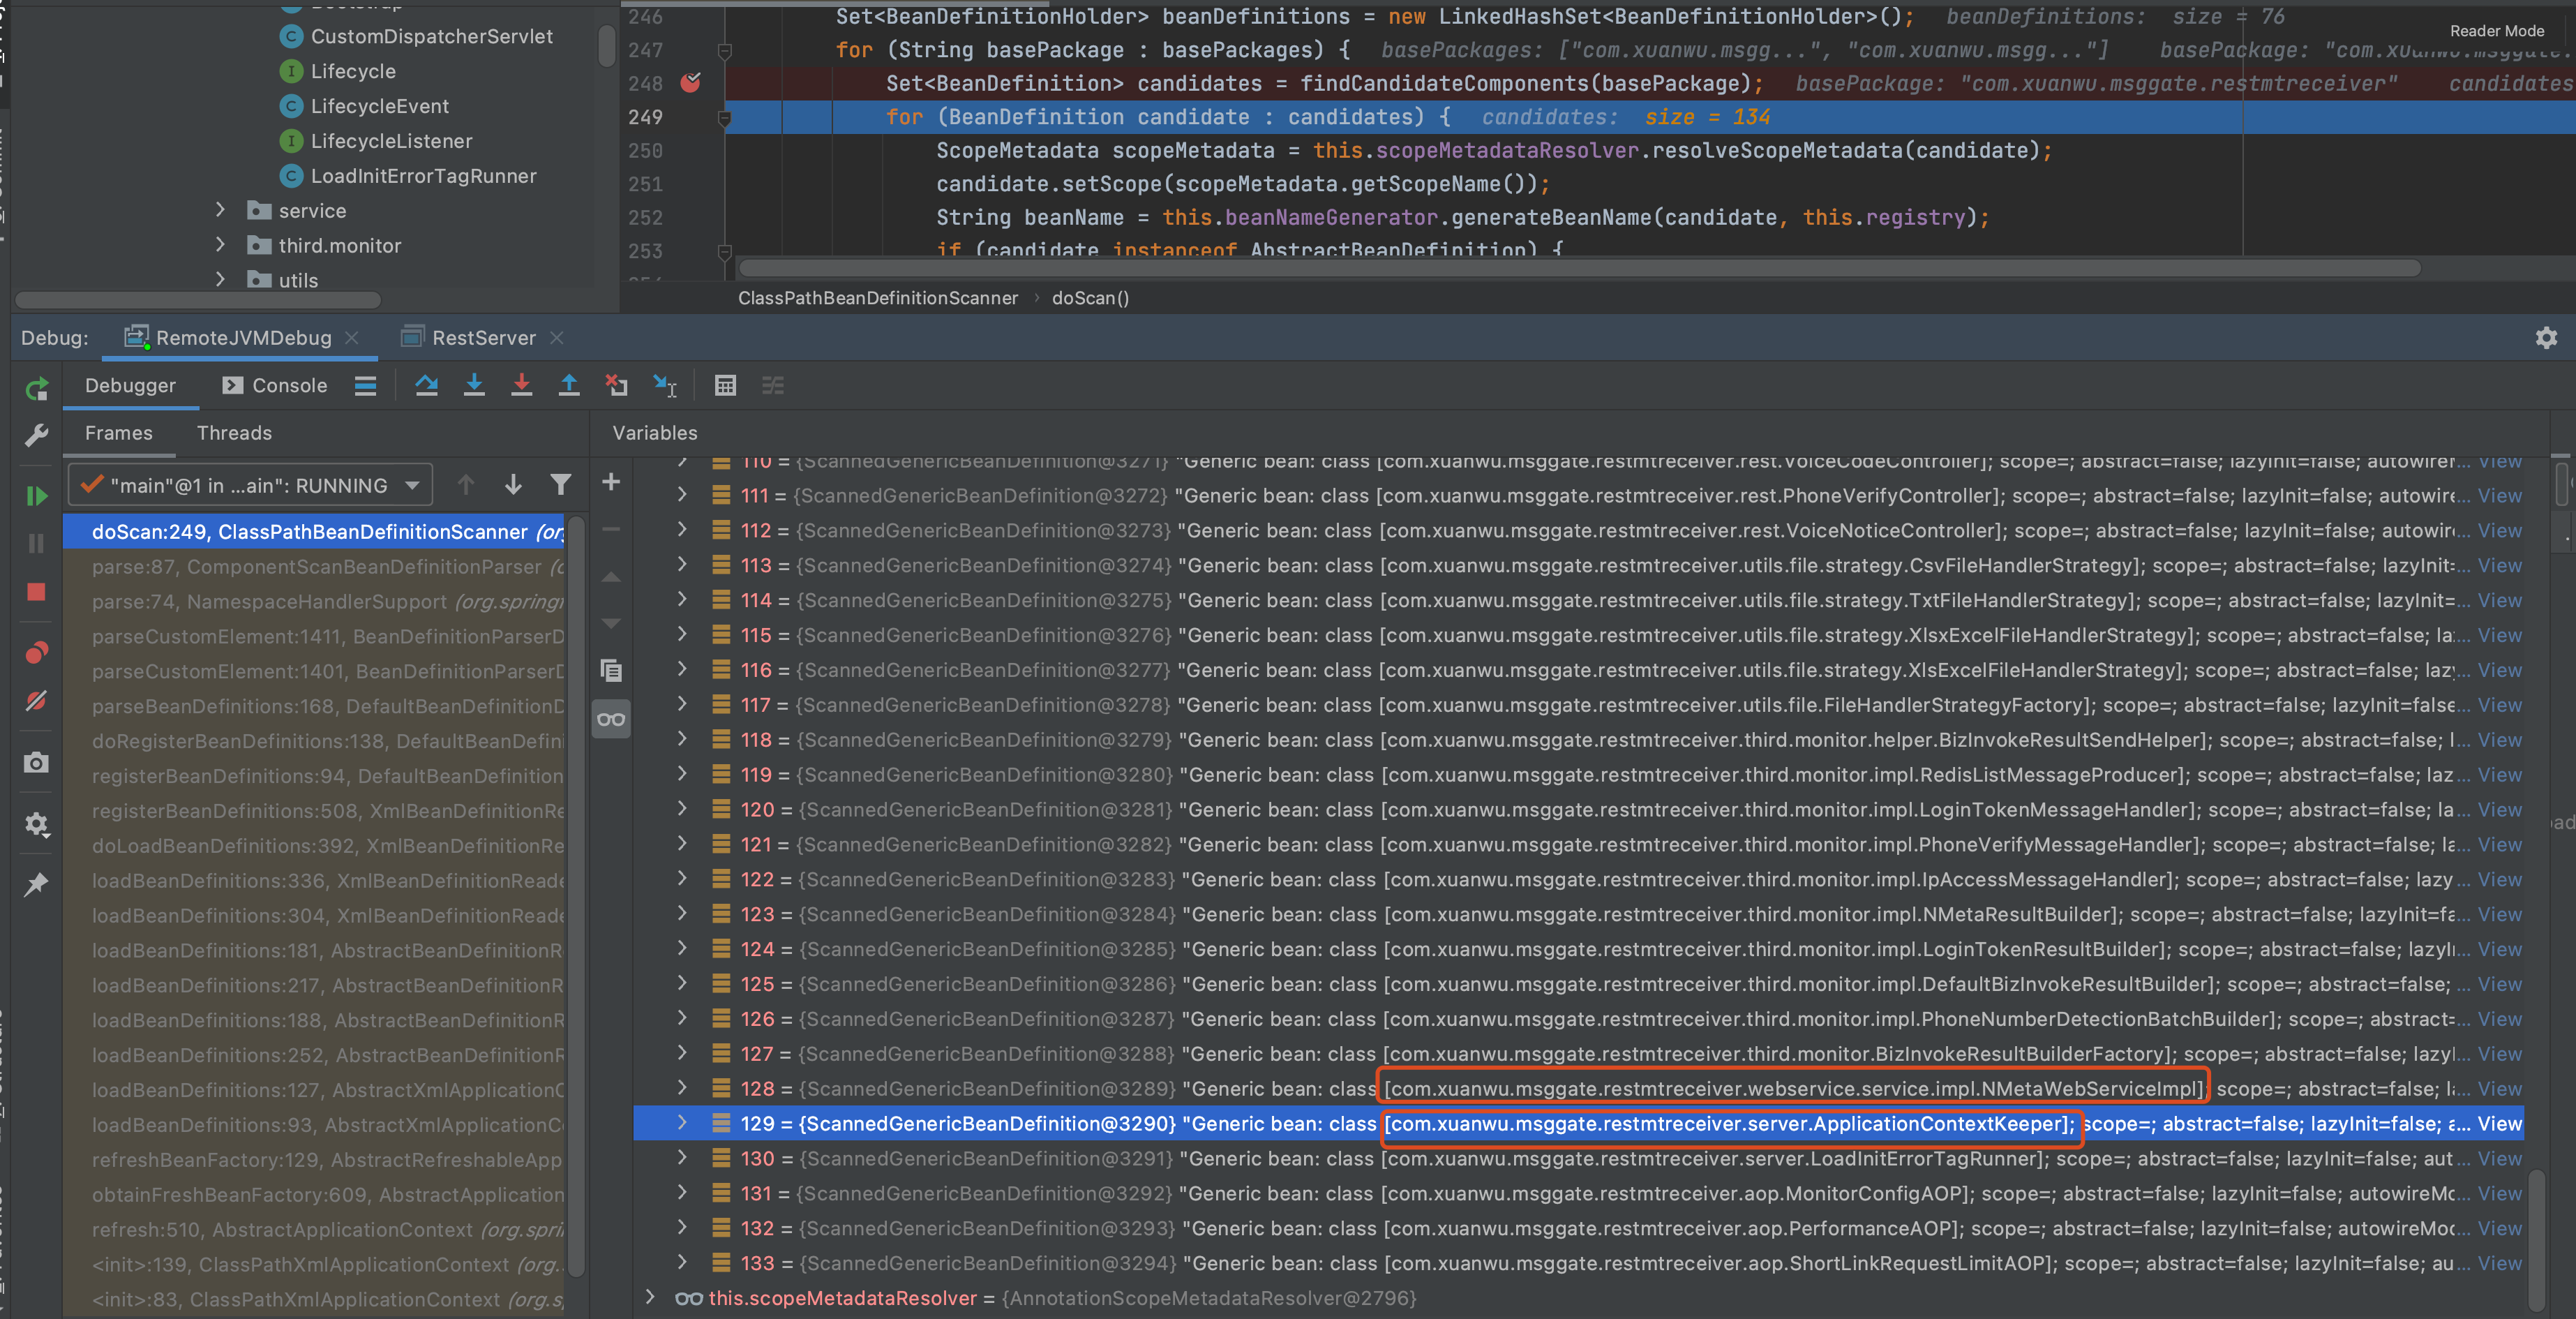 CustomDispatcherServlet
Lifecycle
LifecycleEvent
LifecycleListener
LoadInitErrorTagRunner
service
third.monitor
utils
246 Set<BeanDefinitionHolder> beanDefinitions = new LinkedHashSet<BeanDefinitionHolder>(); beanDefinitions: size = 76
Reader Mode
247 for (String basePackage : basePackages) { basePackages: ["com.xuanwu.msgg...", "com.xuanwu.msgg..."] basePackage: "com.xuanwu.msggate.
248 Set<BeanDefinition> candidates = findCandidateComponents(basePackage); basePackage: "com.xuanwu.msggate.restmtreceiver" candidates
249 for (BeanDefinition candidate : candidates) { candidates: size = 134
250 ScopeMetadata scopeMetadata = this.scopeMetadataResolver.resolveScopeMetadata(candidate);
251 candidate.setScope(scopeMetadata.getScopeName());
252 String beanName = this.beanNameGenerator.generateBeanName(candidate, this.registry);
253 if (candidate instanceof AbstractBeanDefinition) {
ClassPathBeanDefinitionScanner › doScan()
Debug: RemoteJVMDebug RestServer
Debugger Console
Frames Threads
Variables
"main"@1 in ...ain": RUNNING
doScan:249, ClassPathBeanDefinitionScanner (or
parse:87, ComponentScanBeanDefinitionParser (o
parse:74, NamespaceHandlerSupport (org.springf
parseCustomElement:1411, BeanDefinitionParserD
parseCustomElement:1401, BeanDefinitionParserD
parseBeanDefinitions:168, DefaultBeanDefinitionD
doRegisterBeanDefinitions:138, DefaultBeanDefini
registerBeanDefinitions:94, DefaultBeanDefinition
registerBeanDefinitions:508, XmlBeanDefinitionRe
doLoadBeanDefinitions:392, XmlBeanDefinitionRe
loadBeanDefinitions:336, XmlBeanDefinitionReade
loadBeanDefinitions:304, XmlBeanDefinitionReade
loadBeanDefinitions:181, AbstractBeanDefinitionR
loadBeanDefinitions:217, AbstractBeanDefinitionR
loadBeanDefinitions:188, AbstractBeanDefinitionR
loadBeanDefinitions:252, AbstractBeanDefinitionR
loadBeanDefinitions:127, AbstractXmlApplicationC
loadBeanDefinitions:93, AbstractXmlApplicationCo
refreshBeanFactory:129, AbstractRefreshableApp
obtainFreshBeanFactory:609, AbstractApplication
refresh:510, AbstractApplicationContext (org.spri
<init>:139, ClassPathXmlApplicationContext (org.
<init>:83, ClassPathXmlApplicationContext (org.s
110 = {ScannedGenericBeanDefinition@3271} "Generic bean: class [com.xuanwu.msggate.restmtreceiver.rest.VoiceCodeController]; scope=; abstract=false; lazyInit=false; autowireM... View
111 = {ScannedGenericBeanDefinition@3272} "Generic bean: class [com.xuanwu.msggate.restmtreceiver.rest.PhoneVerifyController]; scope=; abstract=false; lazyInit=false; autowire... View
112 = {ScannedGenericBeanDefinition@3273} "Generic bean: class [com.xuanwu.msggate.restmtreceiver.rest.VoiceNoticeController]; scope=; abstract=false; lazyInit=false; autowire... View
113 = {ScannedGenericBeanDefinition@3274} "Generic bean: class [com.xuanwu.msggate.restmtreceiver.utils.file.strategy.CsvFileHandlerStrategy]; scope=; abstract=false; lazyInit=... View
114 = {ScannedGenericBeanDefinition@3275} "Generic bean: class [com.xuanwu.msggate.restmtreceiver.utils.file.strategy.TxtFileHandlerStrategy]; scope=; abstract=false; lazyInit=... View
115 = {ScannedGenericBeanDefinition@3276} "Generic bean: class [com.xuanwu.msggate.restmtreceiver.utils.file.strategy.XlsxExcelFileHandlerStrategy]; scope=; abstract=false; la... View
116 = {ScannedGenericBeanDefinition@3277} "Generic bean: class [com.xuanwu.msggate.restmtreceiver.utils.file.strategy.XlsExcelFileHandlerStrategy]; scope=; abstract=false; lazy... View
117 = {ScannedGenericBeanDefinition@3278} "Generic bean: class [com.xuanwu.msggate.restmtreceiver.utils.file.FileHandlerStrategyFactory]; scope=; abstract=false; lazyInit=false... View
118 = {ScannedGenericBeanDefinition@3279} "Generic bean: class [com.xuanwu.msggate.restmtreceiver.third.monitor.helper.BizInvokeResultSendHelper]; scope=; abstract=false; l... View
119 = {ScannedGenericBeanDefinition@3280} "Generic bean: class [com.xuanwu.msggate.restmtreceiver.third.monitor.impl.RedisListMessageProducer]; scope=; abstract=false; laz... View
120 = {ScannedGenericBeanDefinition@3281} "Generic bean: class [com.xuanwu.msggate.restmtreceiver.third.monitor.impl.LoginTokenMessageHandler]; scope=; abstract=false; la... View
121 = {ScannedGenericBeanDefinition@3282} "Generic bean: class [com.xuanwu.msggate.restmtreceiver.third.monitor.impl.PhoneVerifyMessageHandler]; scope=; abstract=false; la... View
122 = {ScannedGenericBeanDefinition@3283} "Generic bean: class [com.xuanwu.msggate.restmtreceiver.third.monitor.impl.IpAccessMessageHandler]; scope=; abstract=false; lazy... View
123 = {ScannedGenericBeanDefinition@3284} "Generic bean: class [com.xuanwu.msggate.restmtreceiver.third.monitor.impl.NMetaResultBuilder]; scope=; abstract=false; lazyInit=fa... View
124 = {ScannedGenericBeanDefinition@3285} "Generic bean: class [com.xuanwu.msggate.restmtreceiver.third.monitor.impl.LoginTokenResultBuilder]; scope=; abstract=false; lazyI... View
125 = {ScannedGenericBeanDefinition@3286} "Generic bean: class [com.xuanwu.msggate.restmtreceiver.third.monitor.impl.DefaultBizInvokeResultBuilder]; scope=; abstract=false; ... View
126 = {ScannedGenericBeanDefinition@3287} "Generic bean: class [com.xuanwu.msggate.restmtreceiver.third.monitor.impl.PhoneNumberDetectionBatchBuilder]; scope=; abstract=... View
127 = {ScannedGenericBeanDefinition@3288} "Generic bean: class [com.xuanwu.msggate.restmtreceiver.third.monitor.BizInvokeResultBuilderFactory]; scope=; abstract=false; lazyI... View
128 = {ScannedGenericBeanDefinition@3289} "Generic bean: class [com.xuanwu.msggate.restmtreceiver.webservice.service.impl.NMetaWebServiceImpl]; scope=; abstract=false; l... View
129 = {ScannedGenericBeanDefinition@3290} "Generic bean: class [com.xuanwu.msggate.restmtreceiver.server.ApplicationContextKeeper]; scope=; abstract=false; lazyInit=false; a... View
130 = {ScannedGenericBeanDefinition@3291} "Generic bean: class [com.xuanwu.msggate.restmtreceiver.server.LoadInitErrorTagRunner]; scope=; abstract=false; lazyInit=false; aut... View
131 = {ScannedGenericBeanDefinition@3292} "Generic bean: class [com.xuanwu.msggate.restmtreceiver.aop.MonitorConfigAOP]; scope=; abstract=false; lazyInit=false; autowireMo... View
132 = {ScannedGenericBeanDefinition@3293} "Generic bean: class [com.xuanwu.msggate.restmtreceiver.aop.PerformanceAOP]; scope=; abstract=false; lazyInit=false; autowireMod... View
133 = {ScannedGenericBeanDefinition@3294} "Generic bean: class [com.xuanwu.msggate.restmtreceiver.aop.ShortLinkRequestLimitAOP]; scope=; abstract=false; lazyInit=false; au... View
this.scopeMetadataResolver = {AnnotationScopeMetadataResolver@2796}